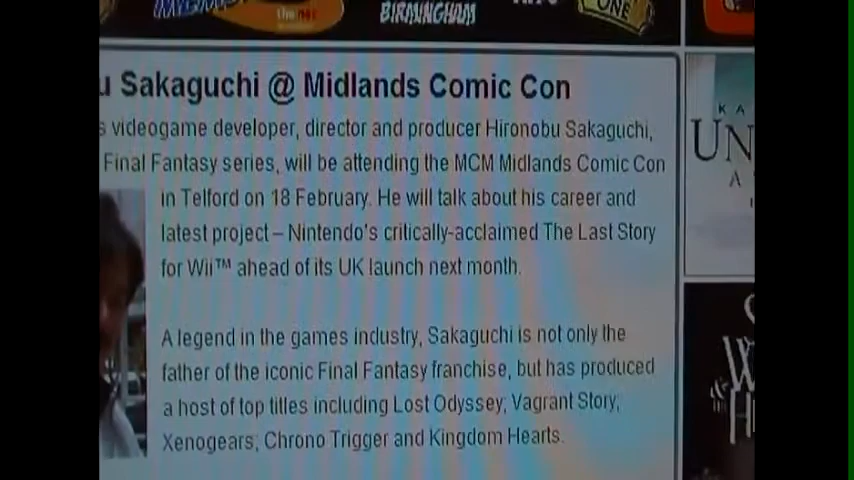 the
BIRMINGHAM
ONE
u Sakaguchi @ Midlands Comic Con
s videogame developer, director and producer Hironobu Sakaguchi,
Final Fantasy series, will be attending the MCM Midlands Comic Con
in Telford on 18 February. He will talk about his career and
latest project – Nintendo's critically-acclaimed The Last Story
for Wii™ ahead of its UK launch next month.
A legend in the games industry, Sakaguchi is not only the
father of the iconic Final Fantasy franchise, but has produced
a host of top titles including Lost Odyssey, Vagrant Story,
Xenogears, Chrono Trigger and Kingdom Hearts.
K A
UN
A
W
H